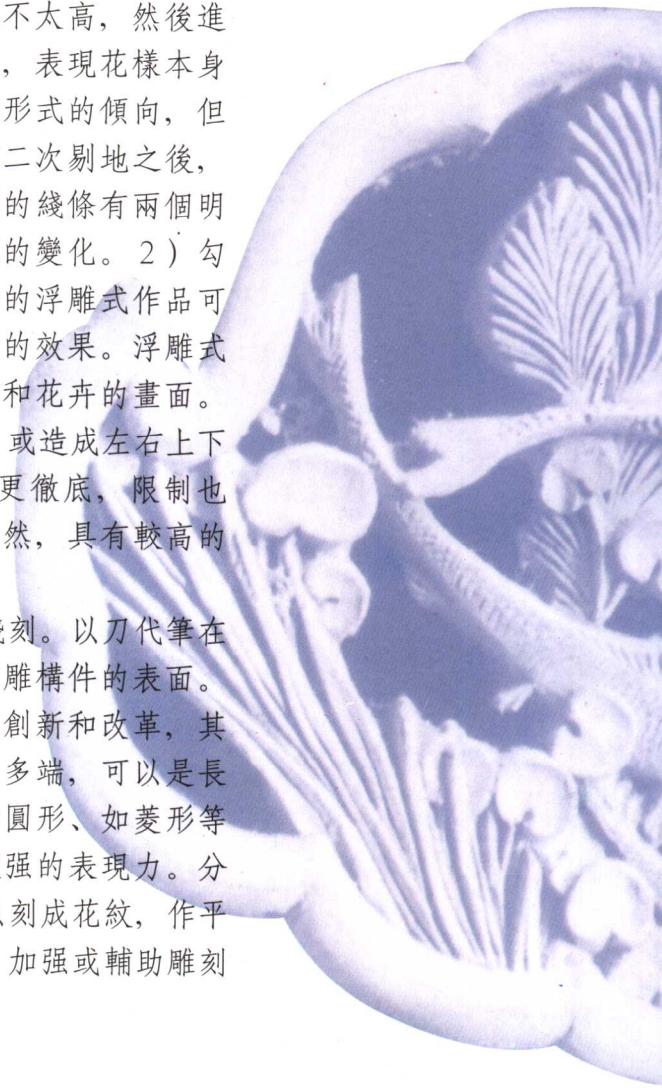 不太高，然後進
，表現花樣本身
形式的傾向，但
二次剔地之後，
的綫條有兩個明
的變化。2）勾
的浮雕式作品可
的效果。浮雕式
和花卉的畫面。
或造成左右上下
更徹底，限制也
然，具有較高的
刻。以刀代筆在
雕構件的表面。
創新和改革，其
多端，可以是長
圓形、如菱形等
强的表現力。分
刻成花紋，作平
加强或輔助雕刻